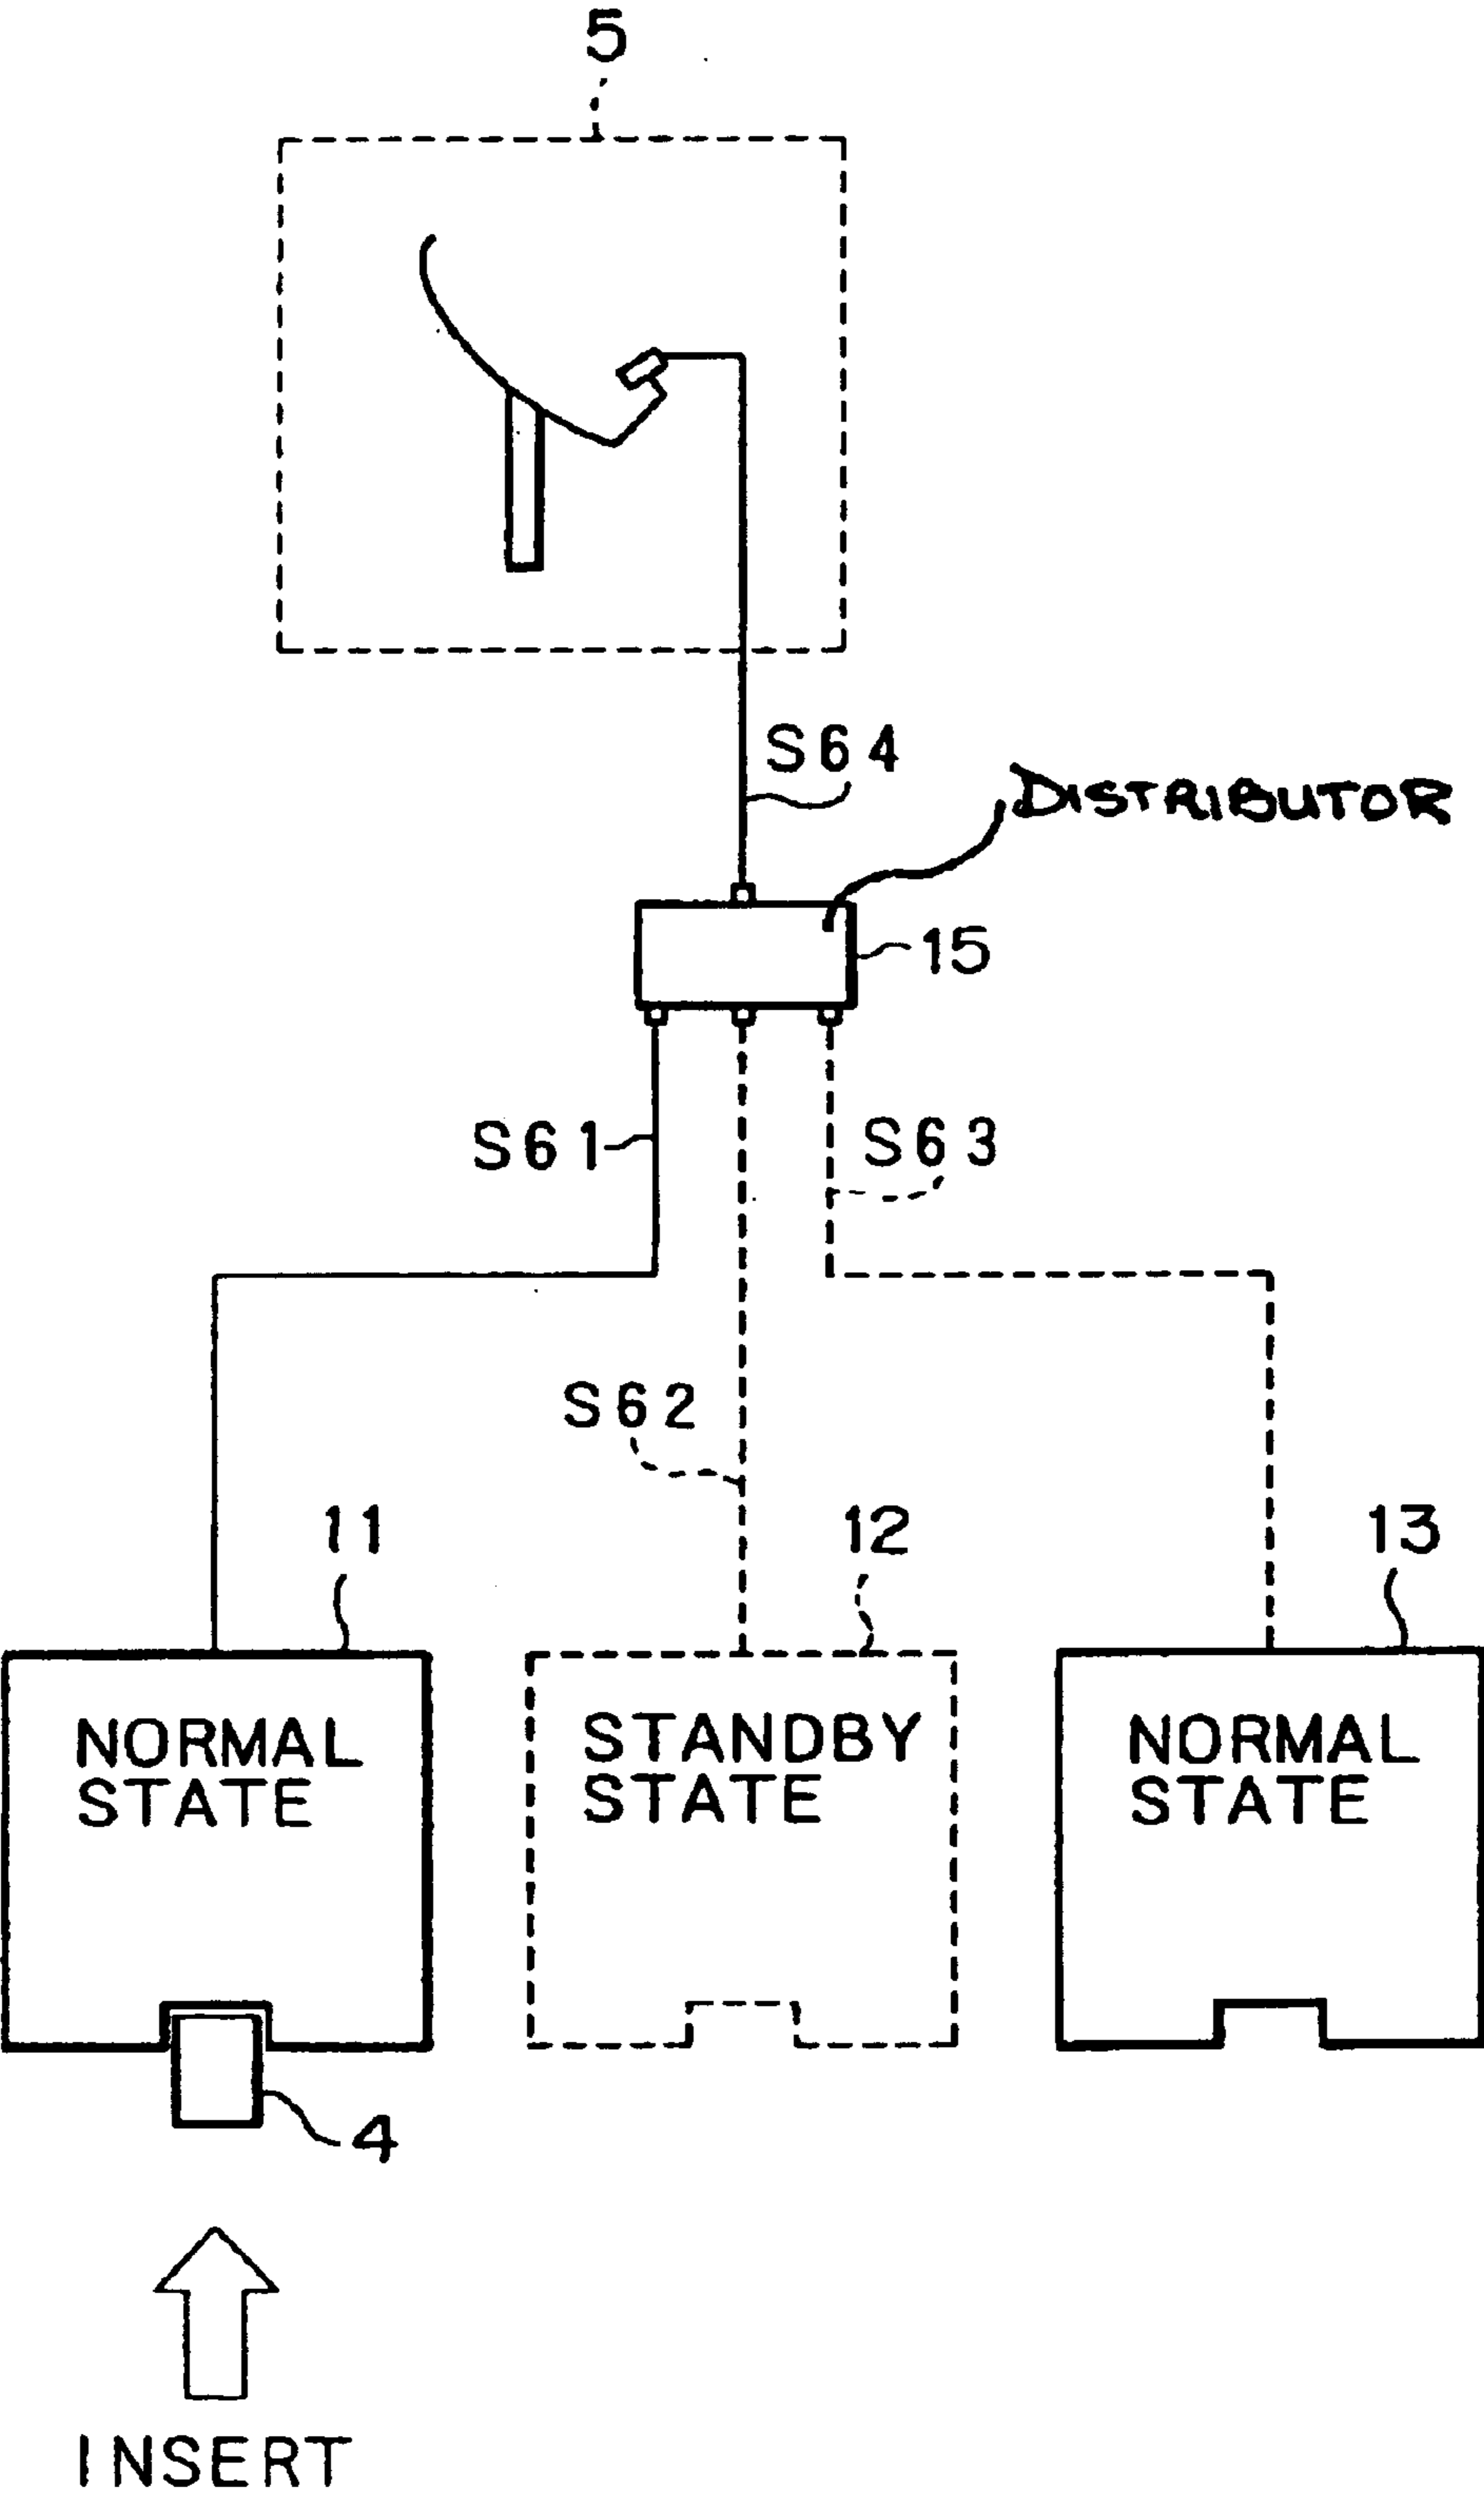 5
S64
DISTRIBUTOR
15
S61
S63
S62
11
12
13
NORMAL
STATE
STANDBY
STATE
NORMAL
STATE
4
INSERT